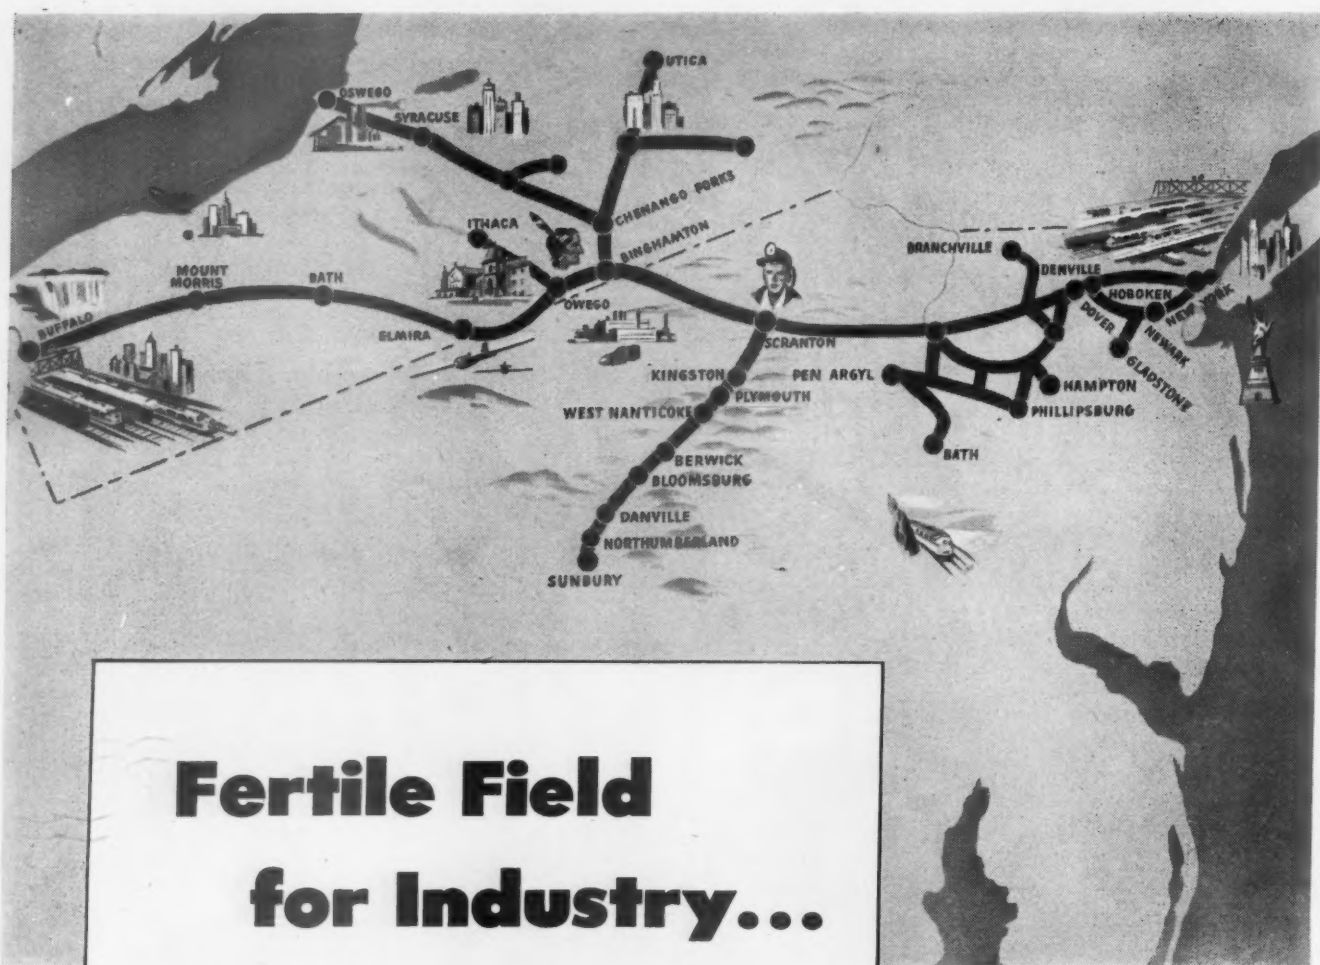 UTICA
OSWEGO
SYRACUSE
CHENANGO FORKS
ITHACA
BINGHAMTON
BRANCHVILLE
DENVILLE
MOUNT
MORRIS
BATH
HOBOKEN
NEW YORK
OWEGO
DOVER
BUFFALO
ELMIRA
NEWARK
SCRANTON
GLADSTONE
KINGSTON
PEN ARGYL
HAMPTON
PLYMOUTH
WEST NANTICOKE
PHILLIPSBURG
BERWICK
BATH
BLOOMSBURG
DANVILLE
NORTHUMBERLAND
SUNBURY
Fertile Field
for Industry...